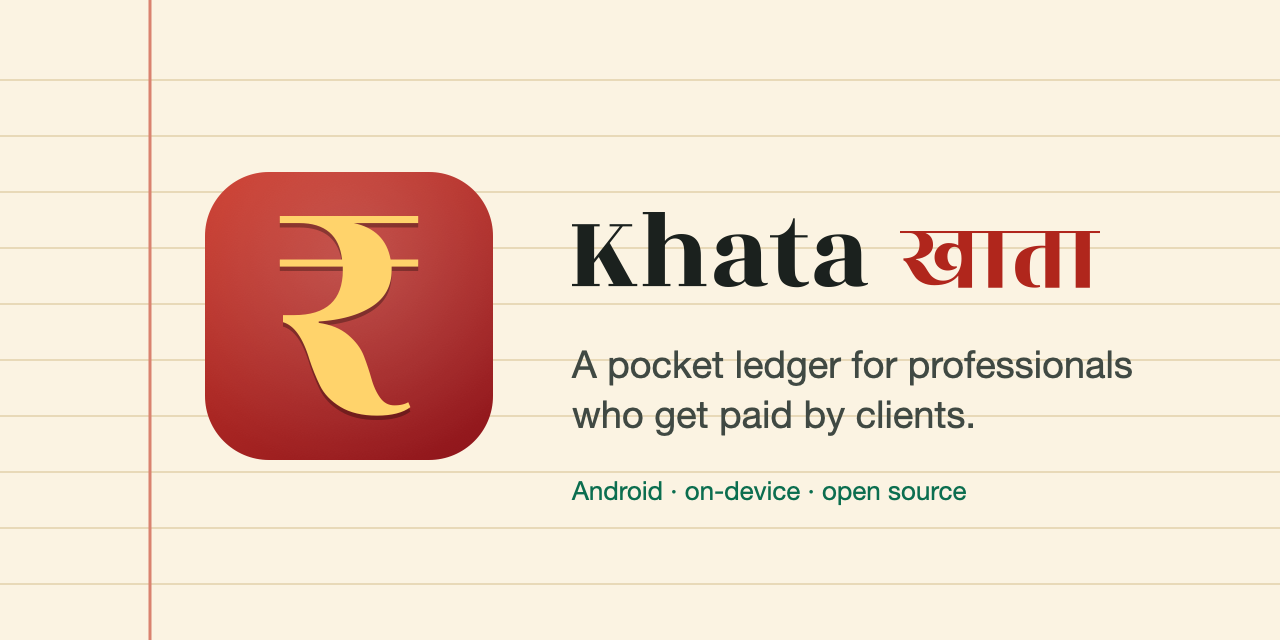 ₹
Khata खाता
A pocket ledger for professionals
who get paid by clients.
Android · on-device · open source